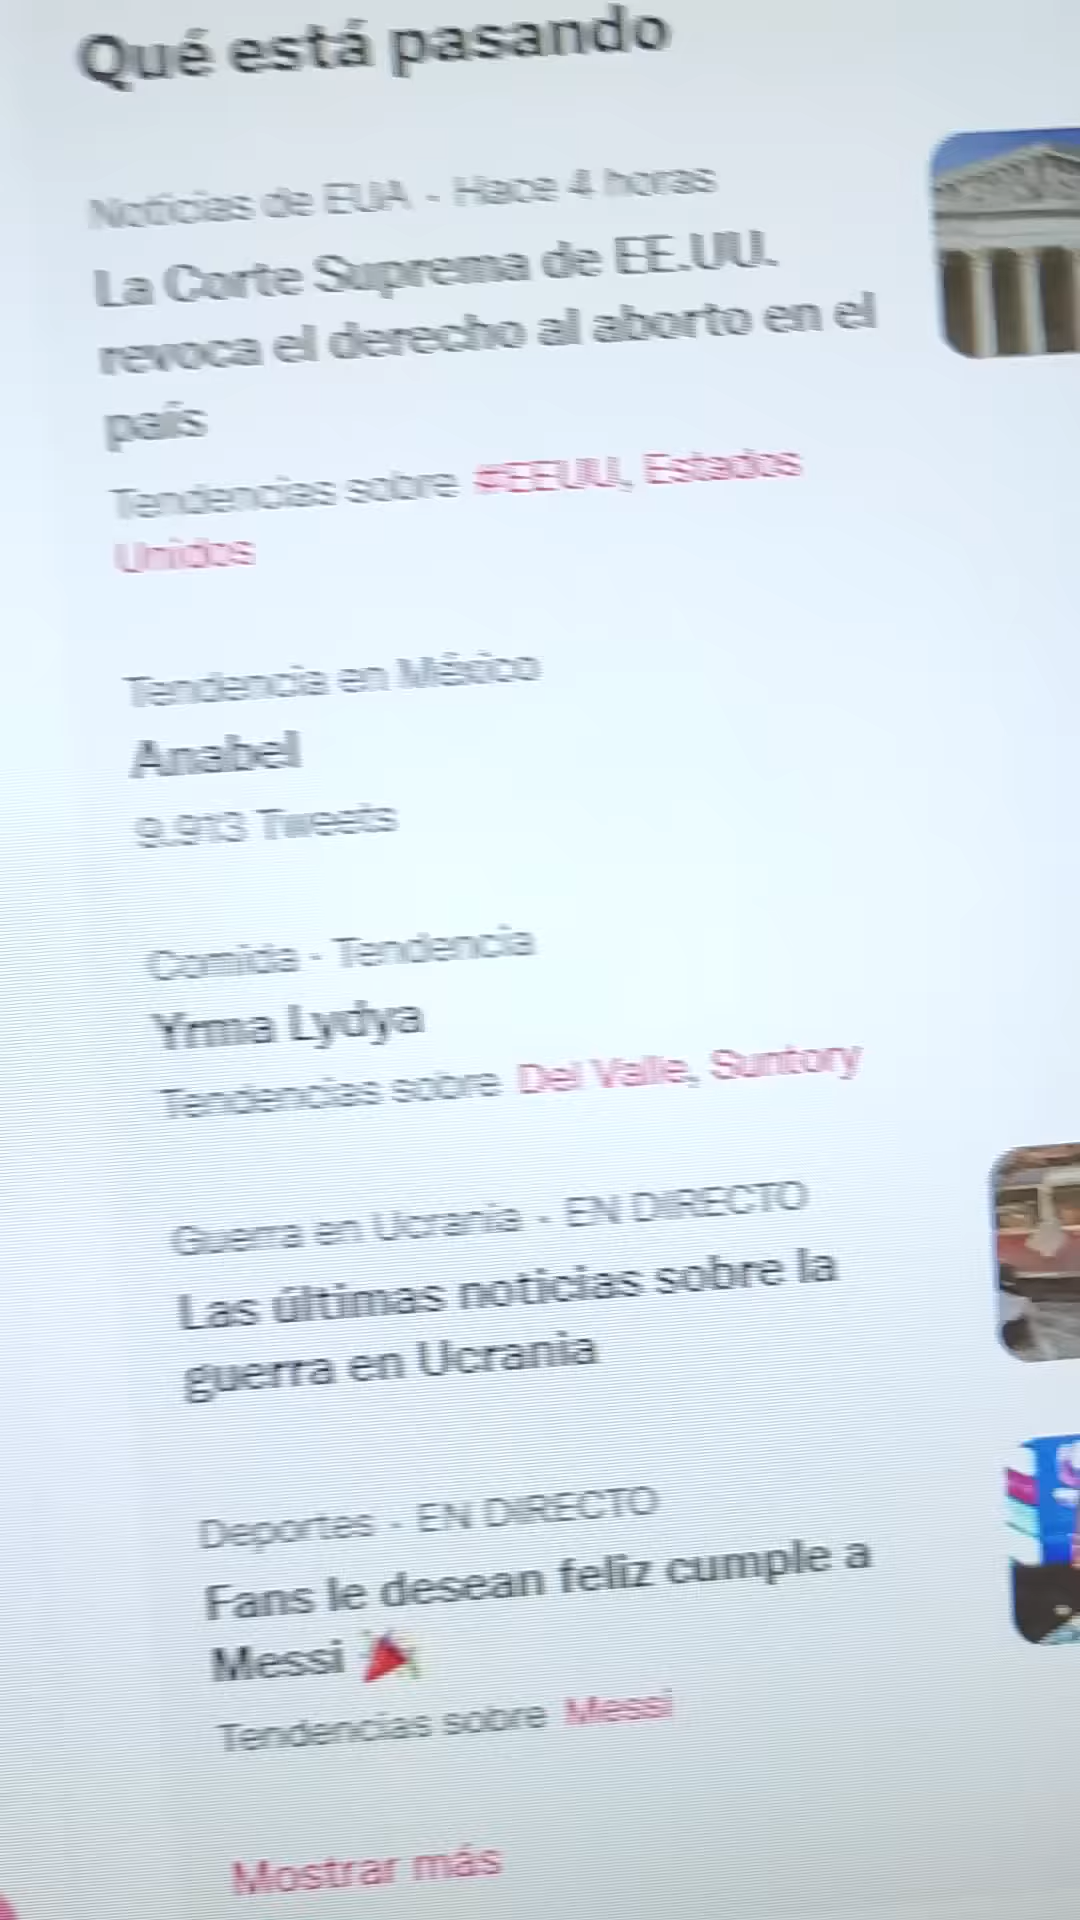 Qué está pasando
Noticias de EUA · Hace 4 horas
La Corte Suprema de EE.UU.
revoca el derecho al aborto en el
país
Tendencias sobre #EEUU, Estados
Unidos
Tendencia en México
Anabel
9.913 Tweets
Comida · Tendencia
Yrma Lydya
Tendencias sobre Del Valle, Suntory
Guerra en Ucrania · EN DIRECTO
Las últimas noticias sobre la
guerra en Ucrania
Deportes · EN DIRECTO
Fans le desean feliz cumple a
Messi 🎉
Tendencias sobre Messi
Mostrar más